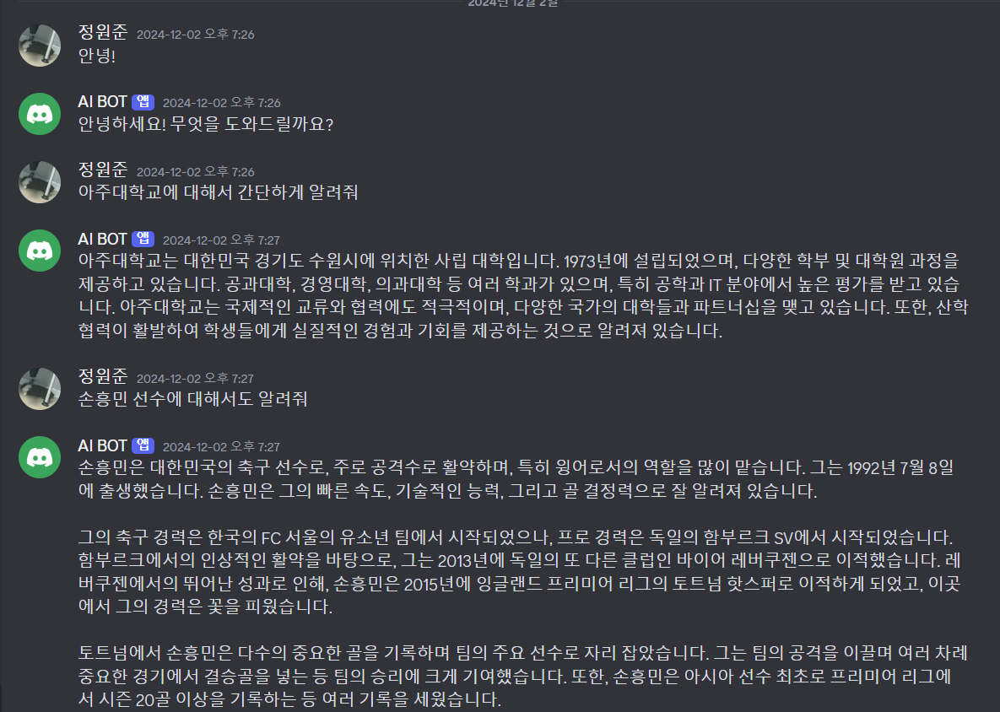 2024년 12월 2일
정원준 2024-12-02 오후 7:26
안녕!
AI BOT 앱 2024-12-02 오후 7:26
안녕하세요! 무엇을 도와드릴까요?
정원준 2024-12-02 오후 7:26
아주대학교에 대해서 간단하게 알려줘
AI BOT 앱 2024-12-02 오후 7:27
아주대학교는 대한민국 경기도 수원시에 위치한 사립 대학입니다. 1973년에 설립되었으며, 다양한 학부 및 대학원 과정을
제공하고 있습니다. 공과대학, 경영대학, 의과대학 등 여러 학과가 있으며, 특히 공학과 IT 분야에서 높은 평가를 받고 있습
니다. 아주대학교는 국제적인 교류와 협력에도 적극적이며, 다양한 국가의 대학들과 파트너십을 맺고 있습니다. 또한, 산학
협력이 활발하여 학생들에게 실질적인 경험과 기회를 제공하는 것으로 알려져 있습니다.
정원준 2024-12-02 오후 7:27
손흥민 선수에 대해서도 알려줘
AI BOT 앱 2024-12-02 오후 7:27
손흥민은 대한민국의 축구 선수로, 주로 공격수로 활약하며, 특히 윙어로서의 역할을 많이 맡습니다. 그는 1992년 7월 8일
에 출생했습니다. 손흥민은 그의 빠른 속도, 기술적인 능력, 그리고 골 결정력으로 잘 알려져 있습니다.
그의 축구 경력은 한국의 FC 서울의 유소년 팀에서 시작되었으나, 프로 경력은 독일의 함부르크 SV에서 시작되었습니다.
함부르크에서의 인상적인 활약을 바탕으로, 그는 2013년에 독일의 또 다른 클럽인 바이어 레버쿠젠으로 이적했습니다. 레
버쿠젠에서의 뛰어난 성과로 인해, 손흥민은 2015년에 잉글랜드 프리미어 리그의 토트넘 핫스퍼로 이적하게 되었고, 이곳
에서 그의 경력은 꽃을 피웠습니다.
토트넘에서 손흥민은 다수의 중요한 골을 기록하며 팀의 주요 선수로 자리 잡았습니다. 그는 팀의 공격을 이끌며 여러 차례
중요한 경기에서 결승골을 넣는 등 팀의 승리에 크게 기여했습니다. 또한, 손흥민은 아시아 선수 최초로 프리미어 리그에
서 시즌 20골 이상을 기록하는 등 여러 기록을 세웠습니다.